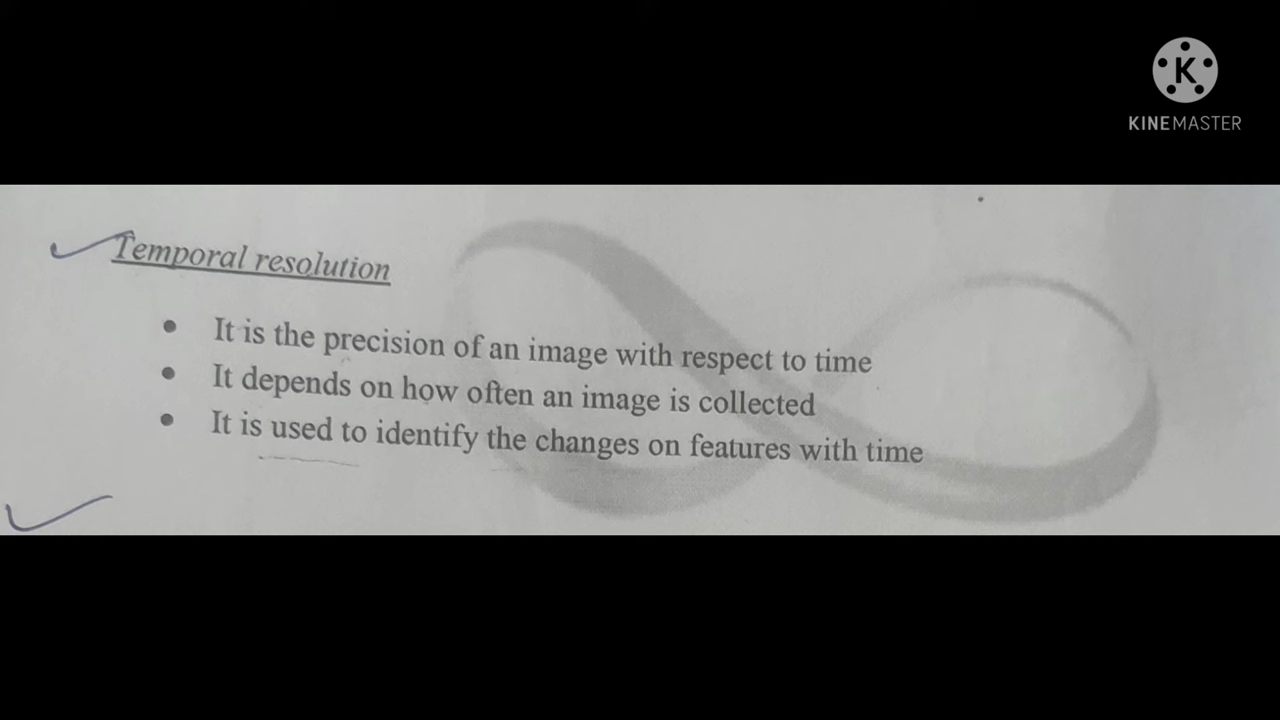 K
KINEMASTER
Temporal resolution
• It is the precision of an image with respect to time
• It depends on how often an image is collected
• It is used to identify the changes on features with time